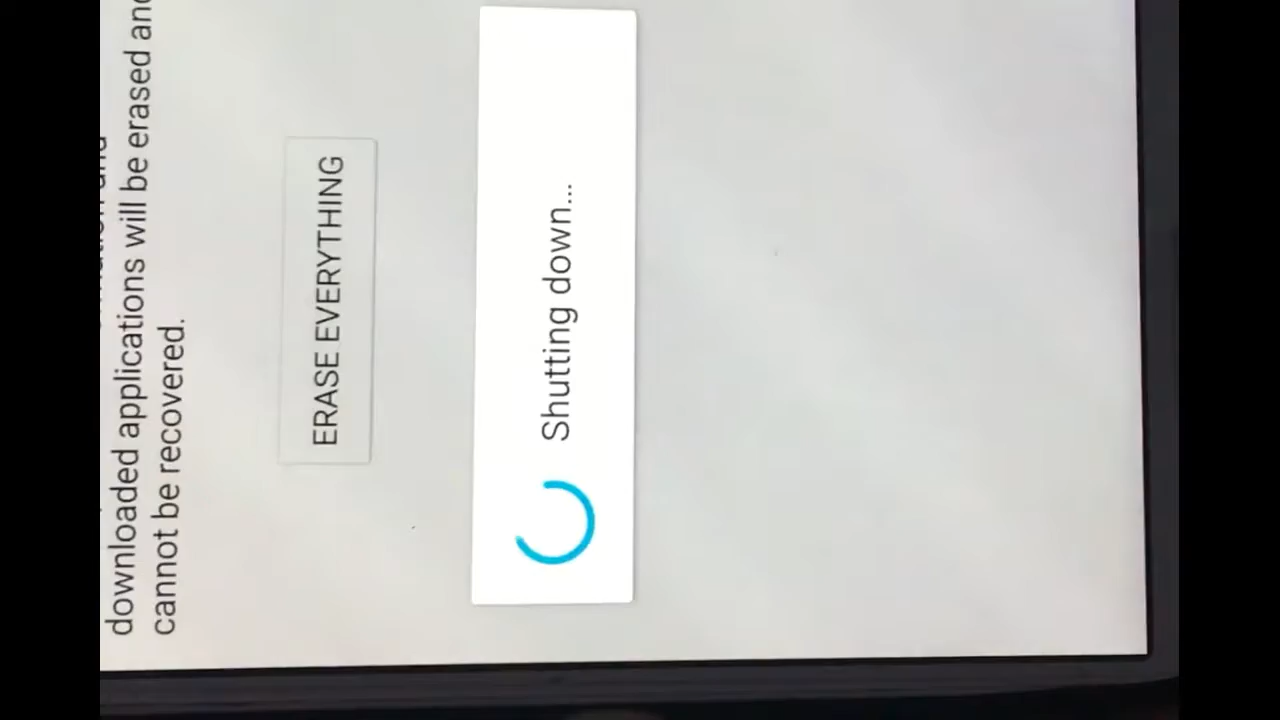 downloaded applications will be erased and
cannot be recovered.
ERASE EVERYTHING
Shutting down...